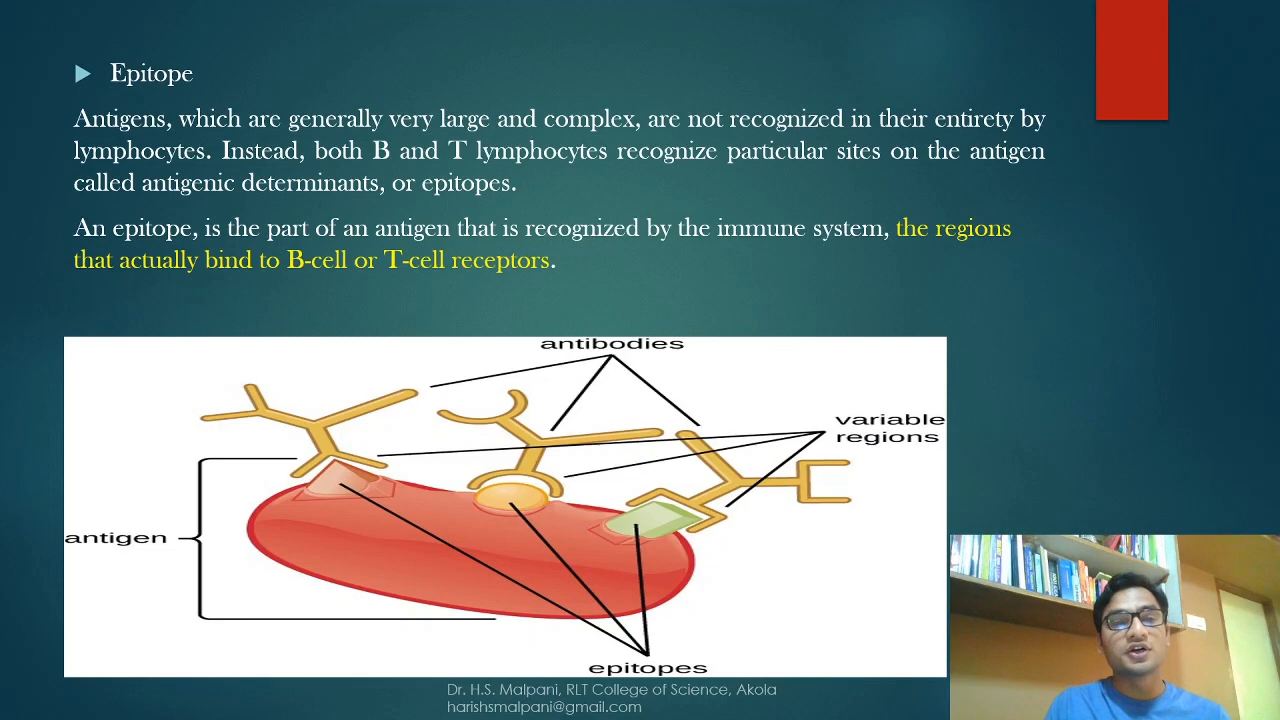 Epitope
Antigens, which are generally very large and complex, are not recognized in their entirety by
lymphocytes. Instead, both B and T lymphocytes recognize particular sites on the antigen
called antigenic determinants, or epitopes.
An epitope, is the part of an antigen that is recognized by the immune system, the regions
that actually bind to B-cell or T-cell receptors.
antibodies
variable
regions
antigen
epitopes
Dr. H.S. Malpani, RLT College of Science, Akola
harishsmalpani@gmail.com